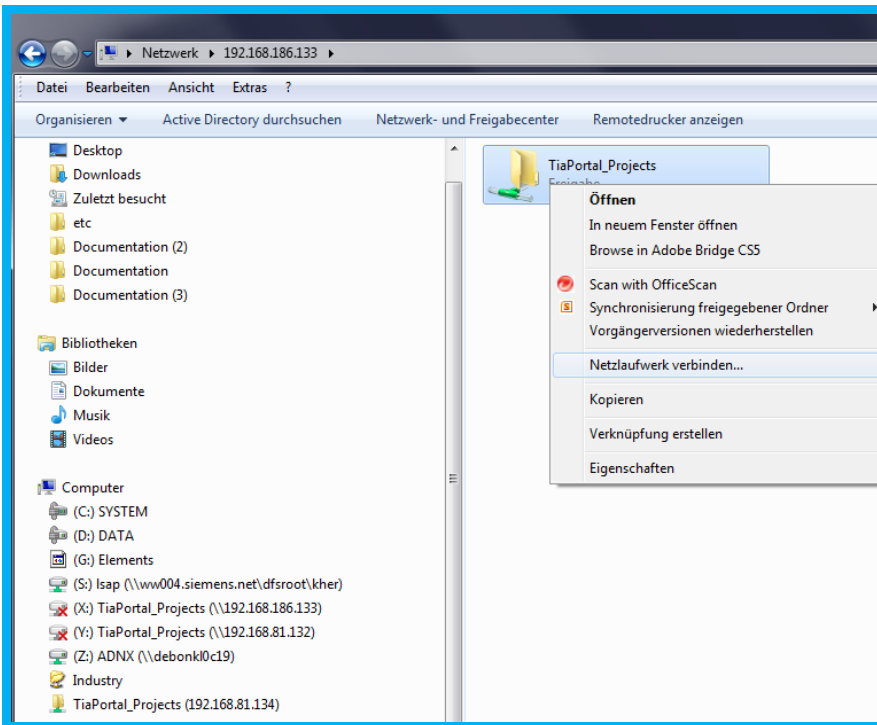 Netzwerk ▸ 192.168.186.133 ▸
Datei Bearbeiten Ansicht Extras ?
Organisieren Active Directory durchsuchen Netzwerk- und Freigabecenter Remotedrucker anzeigen
Desktop
Downloads
Zuletzt besucht
etc
Documentation (2)
Documentation
Documentation (3)
Bibliotheken
Bilder
Dokumente
Musik
Videos
Computer
(C:) SYSTEM
(D:) DATA
(G:) Elements
(S:) lsap (\\ww004.siemens.net\dfsroot\kher)
(X:) TiaPortal_Projects (\\192.168.186.133)
(Y:) TiaPortal_Projects (\\192.168.81.132)
(Z:) ADNX (\\debonkl0c19)
Industry
TiaPortal_Projects (192.168.81.134)
TiaPortal_Projects
Freigabe
Öffnen
In neuem Fenster öffnen
Browse in Adobe Bridge CS5
Scan with OfficeScan
Synchronisierung freigegebener Ordner
Vorgängerversionen wiederherstellen
Netzlaufwerk verbinden...
Kopieren
Verknüpfung erstellen
Eigenschaften